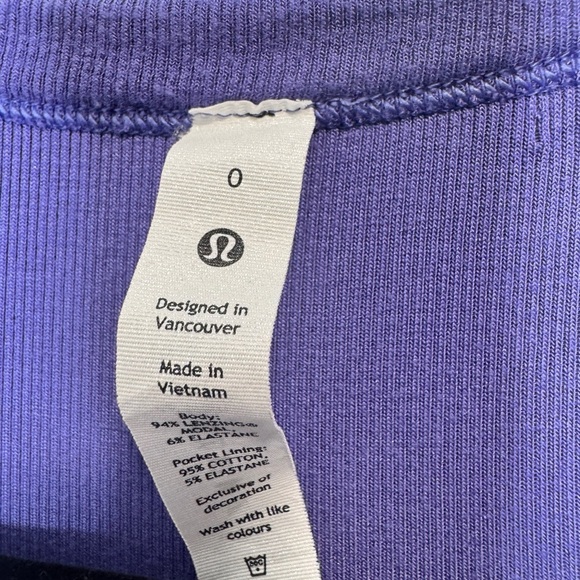 0
Designed in
Vancouver
Made in
Vietnam
Body:
94% LENZING®
MODAL,
6% ELASTANE
Pocket Lining:
95% COTTON,
5% ELASTANE
Exclusive of
decoration
Wash with like
colours